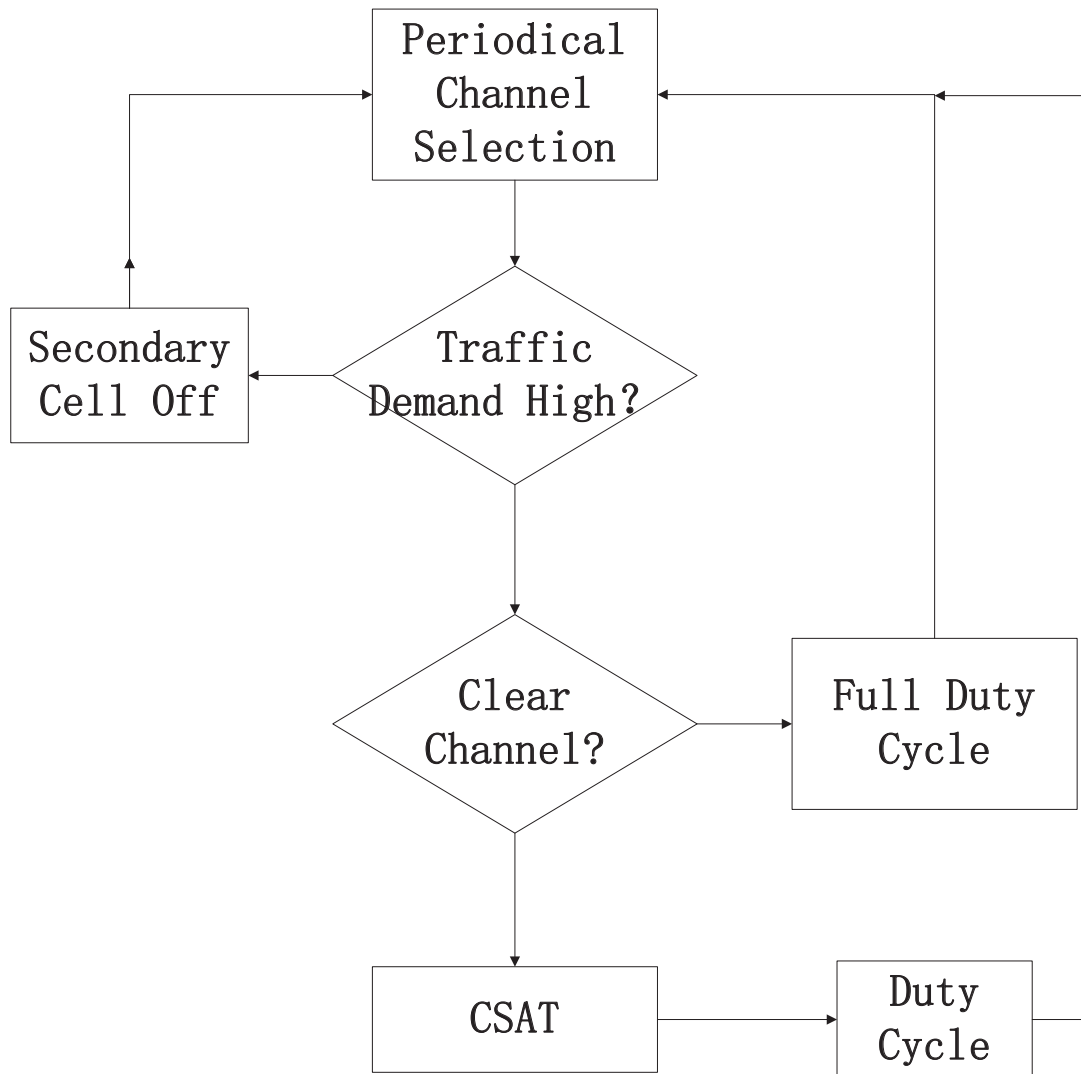 Periodical
Channel
Selection
Secondary
Cell Off
Traffic
Demand High?
Clear
Channel?
Full Duty
Cycle
CSAT
Duty
Cycle